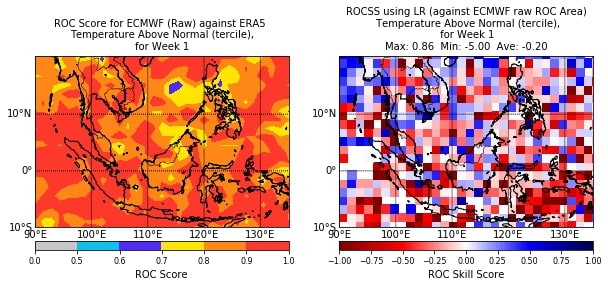 ROC Score for ECMWF (Raw) against ERA5
Temperature Above Normal (tercile),
for Week 1
10°N
0°
10°S
90°E
100°E
110°E
120°E
130°E
0.0
0.5
0.6
0.7
0.8
0.9
1.0
ROC Score
ROCSS using LR (against ECMWF raw ROC Area)
Temperature Above Normal (tercile),
for Week 1
Max: 0.86 Min: -5.00 Ave: -0.20
10°N
0°
10°S
90°E
100°E
110°E
120°E
130°E
−1.00
−0.75
−0.50
−0.25
0.00
0.25
0.50
0.75
1.00
ROC Skill Score